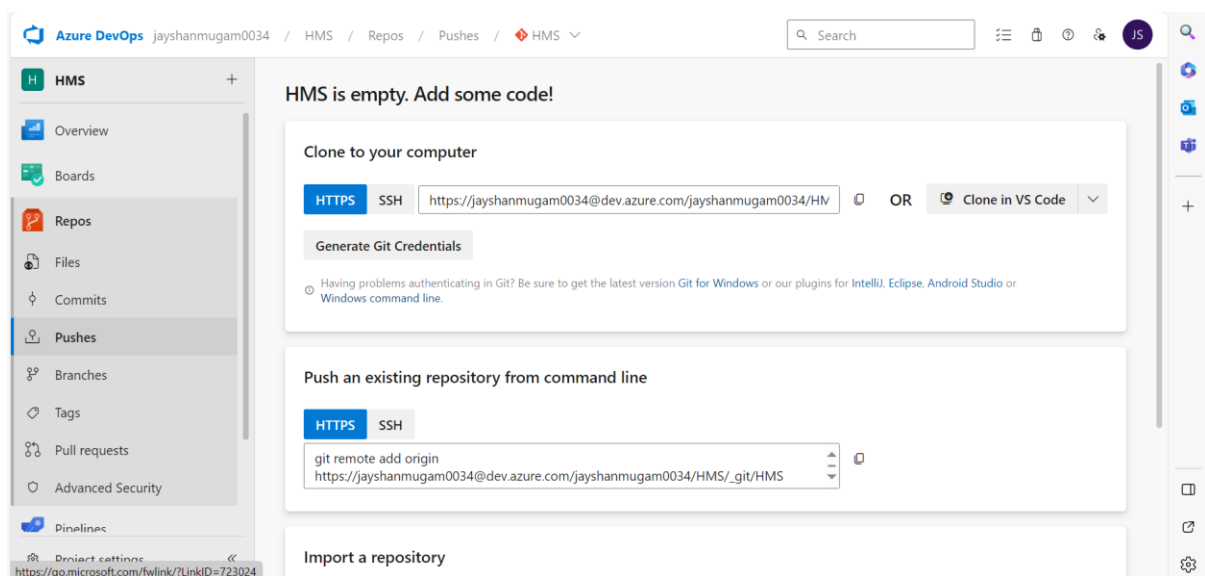 Azure DevOps jayshanmugam0034 / HMS / Repos / Pushes / HMS
Search
JS
H HMS +
Overview
Boards
Repos
Files
Commits
Pushes
Branches
Tags
Pull requests
Advanced Security
Pipelines
Project settings
https://go.microsoft.com/fwlink/?LinkID=723024
HMS is empty. Add some code!
Clone to your computer
HTTPS SSH https://jayshanmugam0034@dev.azure.com/jayshanmugam0034/HM OR Clone in VS Code
Generate Git Credentials
Having problems authenticating in Git? Be sure to get the latest version Git for Windows or our plugins for IntelliJ, Eclipse, Android Studio or
Windows command line.
Push an existing repository from command line
HTTPS SSH
git remote add origin
https://jayshanmugam0034@dev.azure.com/jayshanmugam0034/HMS/_git/HMS
Import a repository